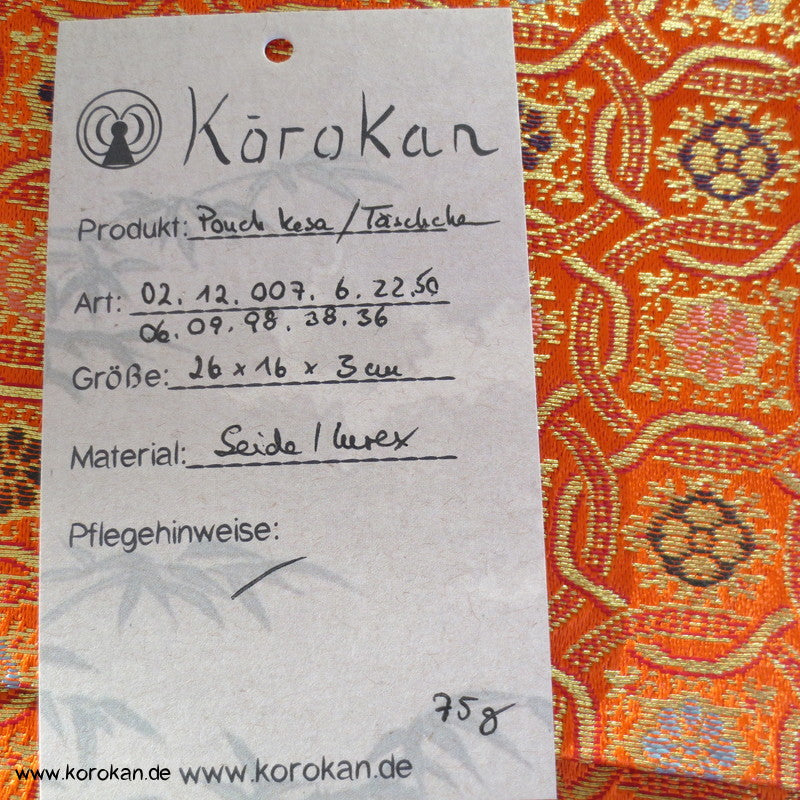 Kōrokan
Produkt: Pouch Kesa / Täschchen
Art: 02. 12. 007. 6. 22.50
06. 09. 98. 38. 36
Größe: 26 x 16 x 3 cm
Material: Seide / Lurex
Pflegehinweise:
75g
www.korokan.de
www.korokan.de